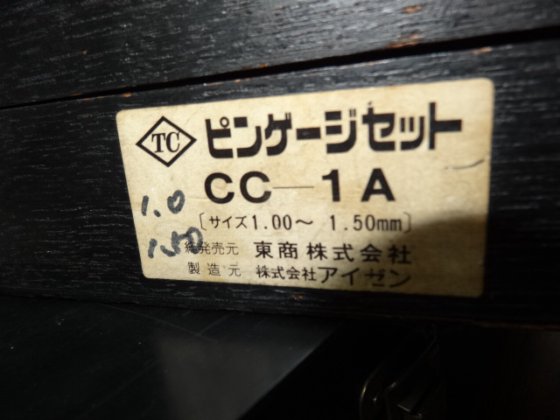 TC ピンゲージセット
CC-1A
1.0
〔サイズ1.00〜 1.50mm〕
1.50
総発売元 東商株式会社
製造元 株式会社アイゼン